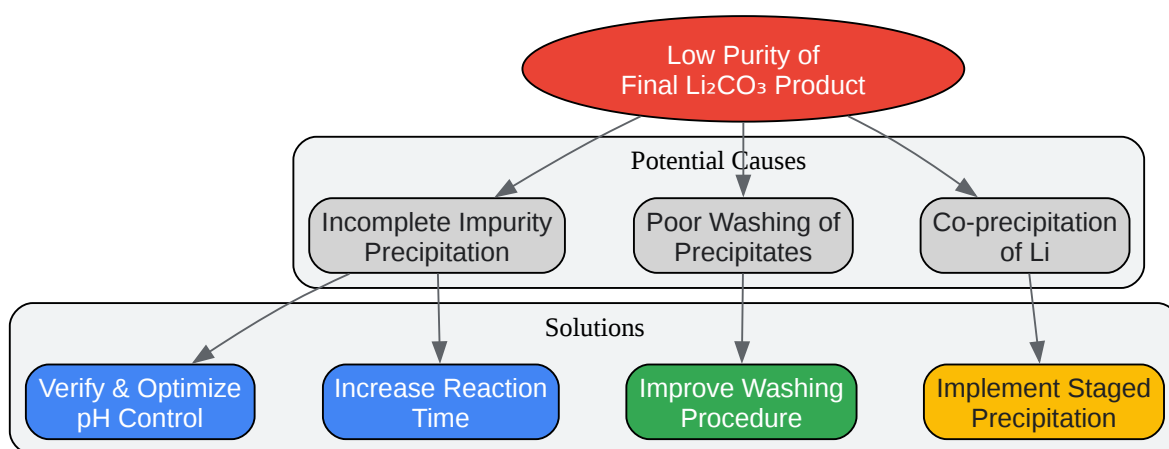 Low Purity of
Final Li₂CO₃ Product
Potential Causes
Incomplete Impurity
Precipitation
Poor Washing of
Precipitates
Co-precipitation
of Li
Solutions
Verify & Optimize
pH Control
Increase Reaction
Time
Improve Washing
Procedure
Implement Staged
Precipitation